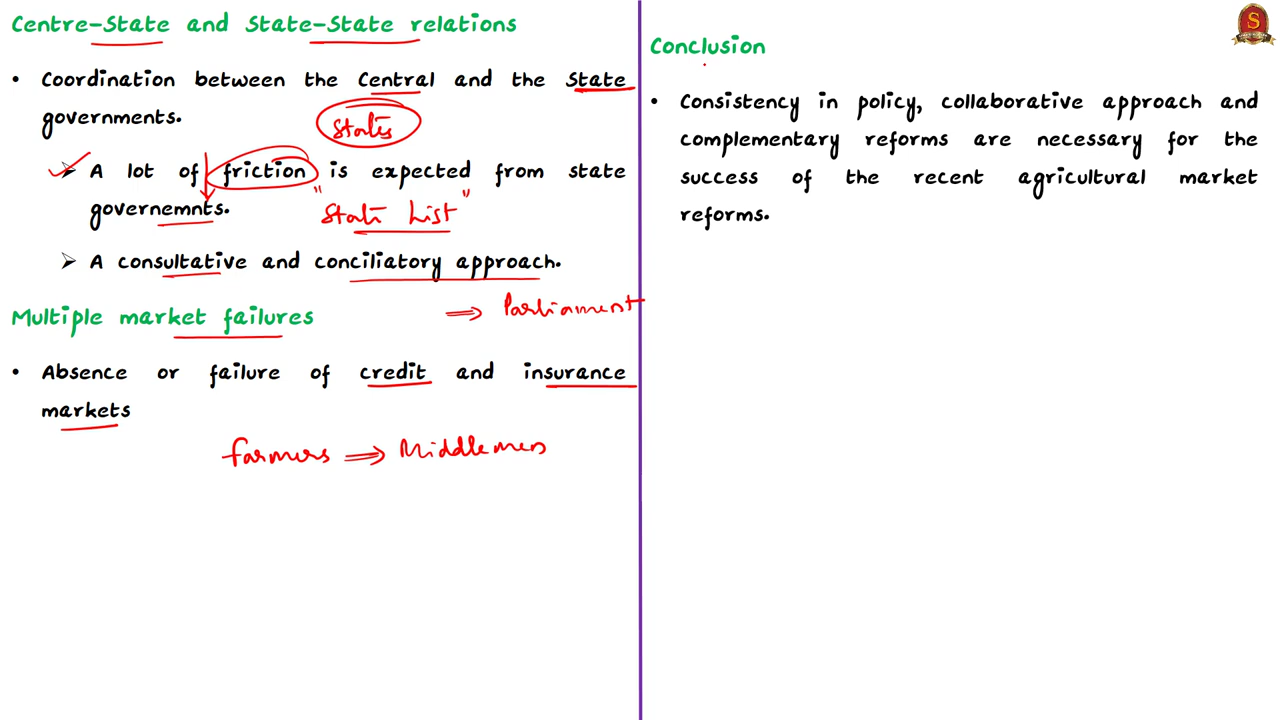 Centre-State and State-State relations
• Coordination between the Central and the State
governments.
States
➢ A lot of friction is expected from state
governemnts.
"State List"
➢ A consultative and conciliatory approach.
⇒ Parliament
Multiple market failures
• Absence or failure of credit and insurance
markets
farmers ⇒ Middlemen
Conclusion
• Consistency in policy, collaborative approach and
complementary reforms are necessary for the
success of the recent agricultural market
reforms.
S